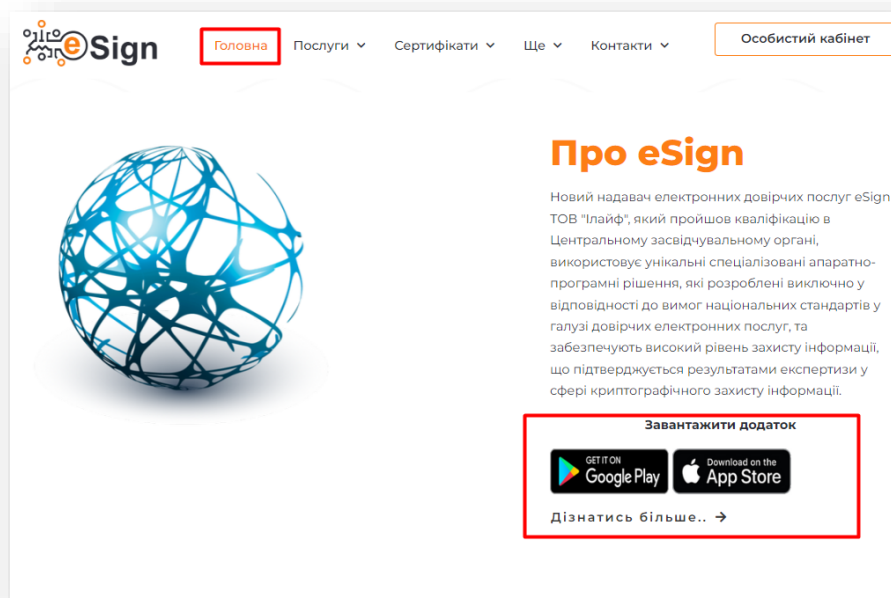 eSign
Головна
Послуги
Сертифікати
Ще
Контакти
Особистий кабінет
Про eSign
Новий надавач електронних довірчих послуг eSign
ТОВ "Ілайф", який пройшов кваліфікацію в
Центральному засвідчувальному органі,
використовує унікальні спеціалізовані апаратно-
програмні рішення, які розроблені виключно у
відповідності до вимог національних стандартів у
галузі довірчих електронних послуг, та
забезпечують високий рівень захисту інформації,
що підтверджується результатами експертизи у
сфері криптографічного захисту інформації.
Завантажити додаток
GET IT ON
Google Play
Download on the
App Store
Дізнатись більше.. →